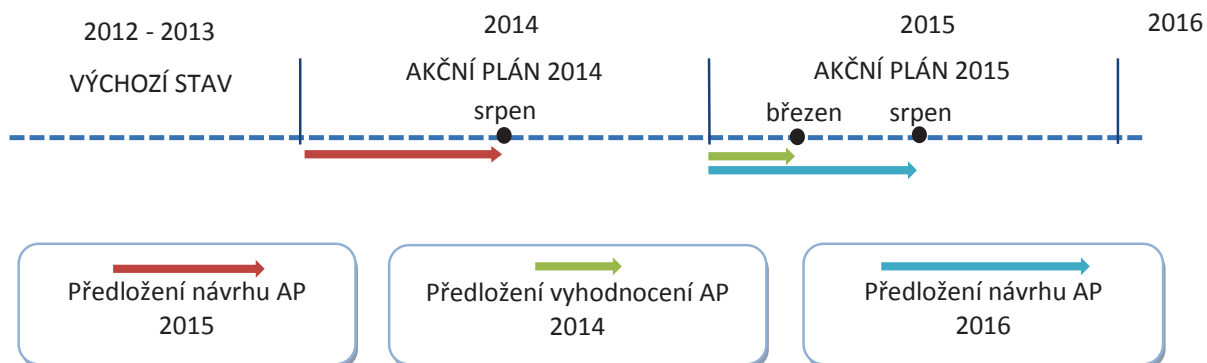 2012 - 2013
VÝCHOZÍ STAV
2014
AKČNÍ PLÁN 2014
srpen
2015
AKČNÍ PLÁN 2015
březen
srpen
2016
Předložení návrhu AP
2015
Předložení vyhodnocení AP
2014
Předložení návrhu AP
2016